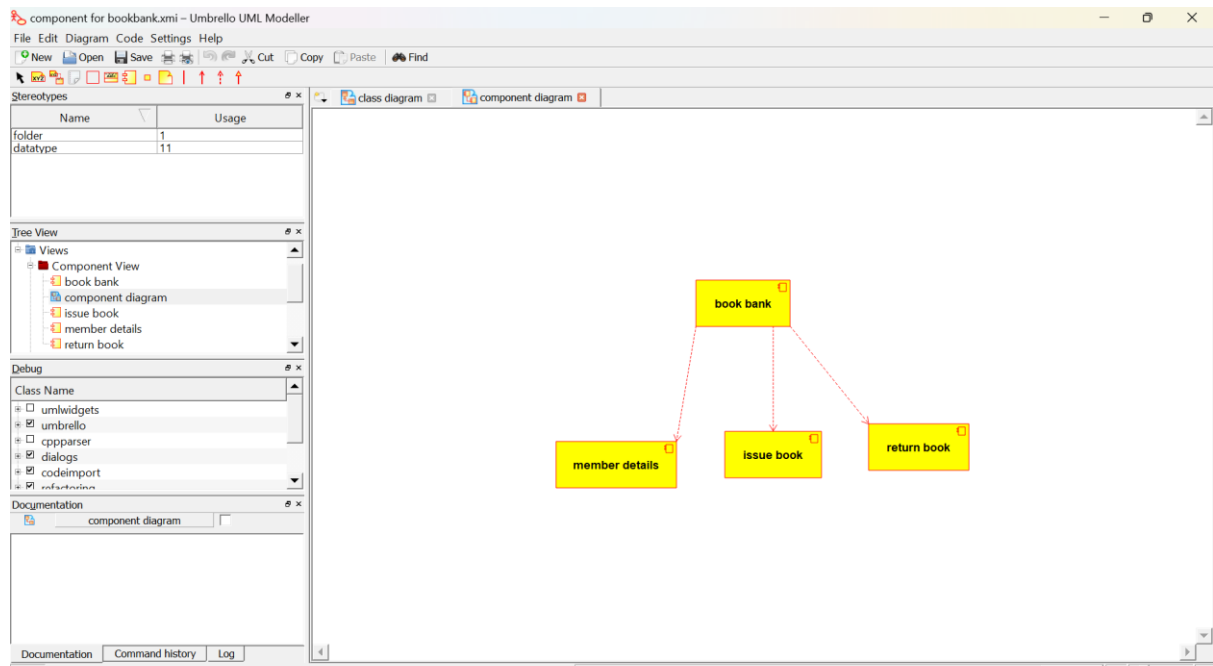 component for bookbank.xmi – Umbrello UML Modeller
File Edit Diagram Code Settings Help
New Open Save Cut Copy Paste Find
XYZ
Stereotypes
Name Usage
folder 1
datatype 11
Tree View
Views
Component View
book bank
component diagram
issue book
member details
return book
Debug
Class Name
umlwidgets
umbrello
cppparser
dialogs
codeimport
refactoring
Documentation
component diagram
Documentation Command history Log
class diagram component diagram
book bank
member details
issue book
return book